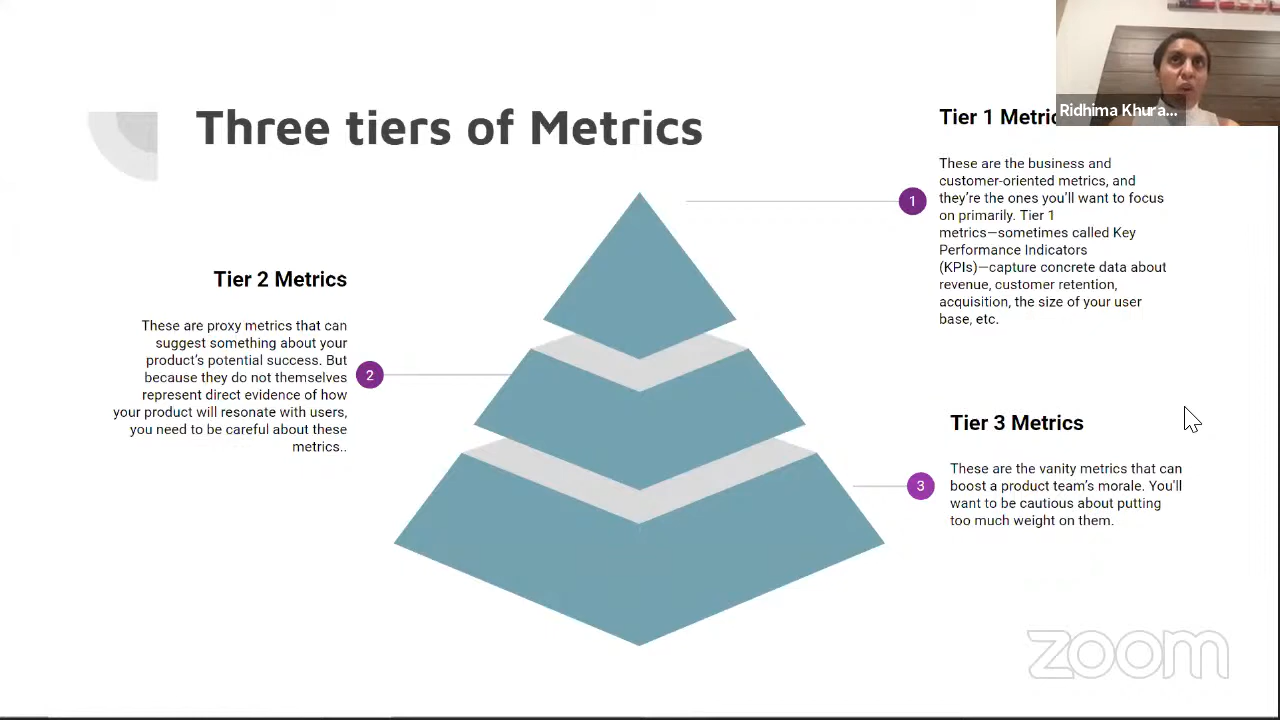 Three tiers of Metrics
Ridhima Khura...
Tier 1
These are the business and
customer-oriented metrics, and
they're the ones you'll want to focus
on primarily. Tier 1
metrics—sometimes called Key
Performance Indicators
(KPIs)—capture concrete data about
revenue, customer retention,
acquisition, the size of your user
base, etc.
1
Tier 2 Metrics
These are proxy metrics that can
suggest something about your
product's potential success. But
because they do not themselves
represent direct evidence of how
your product will resonate with users,
you need to be careful about these
metrics..
2
Tier 3 Metrics
These are the vanity metrics that can
boost a product team's morale. You'll
want to be cautious about putting
too much weight on them.
3
zoom